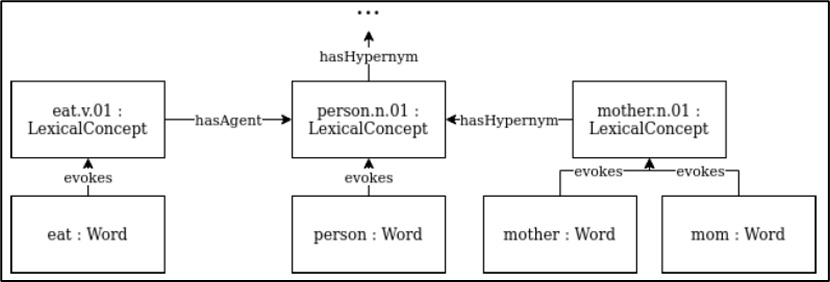 ...
hasHypernym
eat.v.01 :
LexicalConcept
hasAgent
person.n.01 :
LexicalConcept
hasHypernym
mother.n.01 :
LexicalConcept
evokes
evokes
evokes
evokes
eat : Word
person : Word
mother : Word
mom : Word